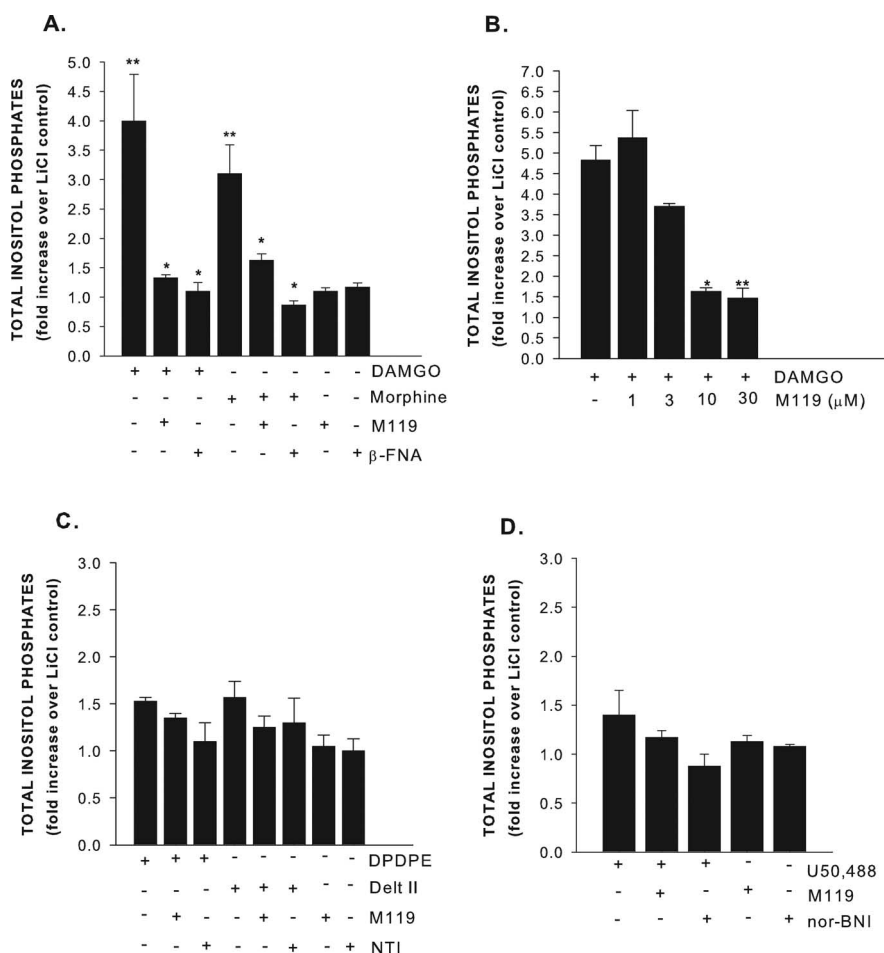 A.
TOTAL INOSITOL PHOSPHATES
(fold increase over LiCl control)
5.0
4.5
4.0
3.5
3.0
2.5
2.0
1.5
1.0
0.5
0.0
** * * ** * *
+ + + - - - - - DAMGO
- - - + + + - - Morphine
- + - - + - + - M119
- - + - - + - + β-FNA
B.
TOTAL INOSITOL PHOSPHATES
(fold increase over LiCl control)
7.0
6.5
6.0
5.5
5.0
4.5
4.0
3.5
3.0
2.5
2.0
1.5
1.0
0.5
0.0
* **
+ + + + + DAMGO
- 1 3 10 30 M119 (μM)
C.
TOTAL INOSITOL PHOSPHATES
(fold increase over LiCl control)
3.0
2.5
2.0
1.5
1.0
0.5
0.0
+ + + - - - - - DPDPE
- - - + + + - - Delt II
- + - - + - + - M119
- - + - - + - + NTI
D.
TOTAL INOSITOL PHOSPHATES
(fold increase over LiCl control)
3.0
2.5
2.0
1.5
1.0
0.5
0.0
+ + + - - U50,488
- + - + - M119
- - + - + nor-BNI